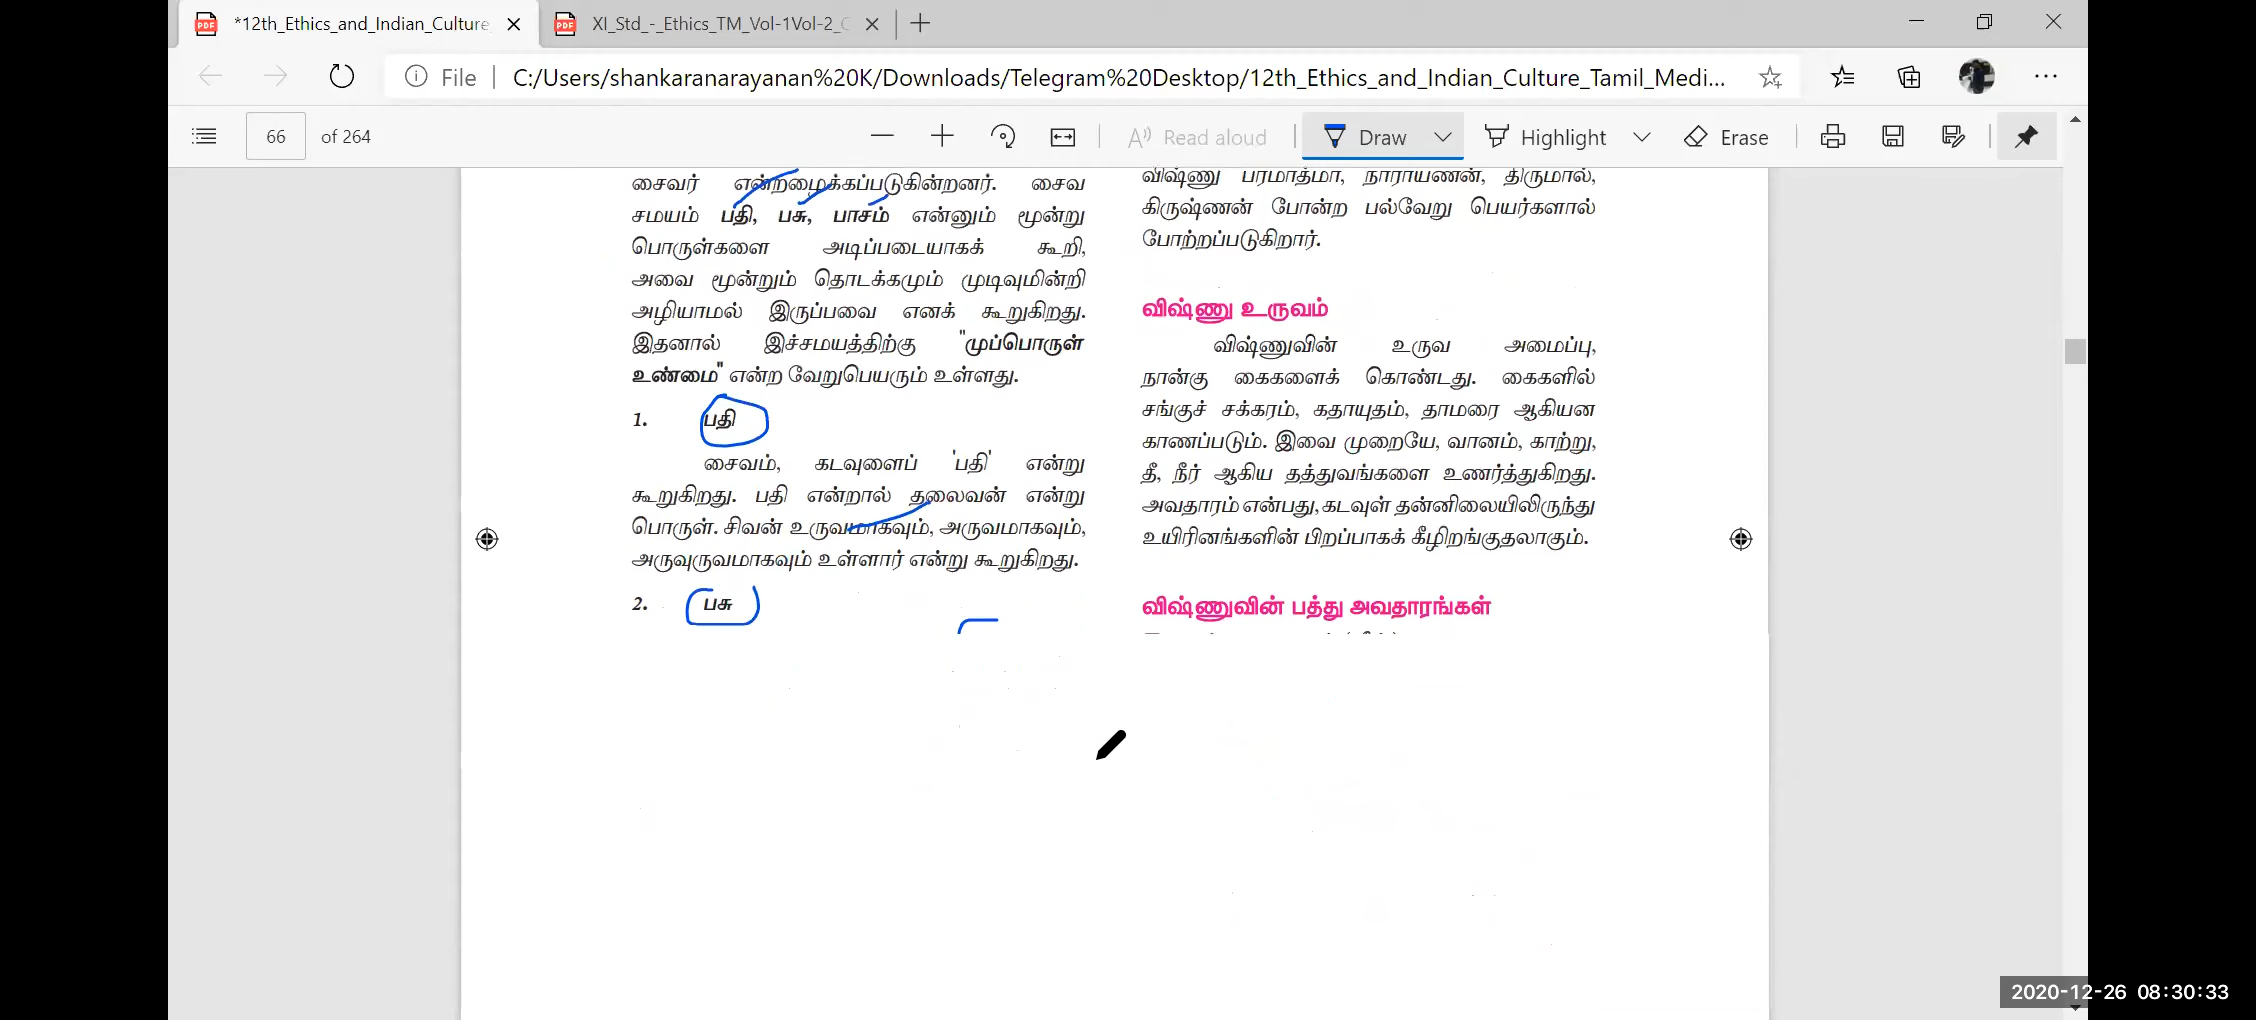 *12th_Ethics_and_Indian_Culture
XI_Std_-_Ethics_TM_Vol-1Vol-2_C
File
C:/Users/shankaranarayanan%20K/Downloads/Telegram%20Desktop/12th_Ethics_and_Indian_Culture_Tamil_Medi...
66 of 264
Read aloud
Draw
Highlight
Erase
சைவர் என்றழைக்கப்படுகின்றனர். சைவ
சமயம் பதி, பசு, பாசம் என்னும் மூன்று
பொருள்களை அடிப்படையாகக் கூறி,
அவை மூன்றும் தொடக்கமும் முடிவுமின்றி
அழியாமல் இருப்பவை எனக் கூறுகிறது.
இதனால் இச்சமயத்திற்கு "முப்பொருள்
உண்மை" என்ற வேறுபெயரும் உள்ளது.
1. பதி
சைவம், கடவுளைப் 'பதி' என்று
கூறுகிறது. பதி என்றால் தலைவன் என்று
பொருள். சிவன் உருவமாகவும், அருவமாகவும்,
அருவுருவமாகவும் உள்ளார் என்று கூறுகிறது.
2. பசு
விஷ்ணு பரமாத்மா, நாராயணன், திருமால்,
கிருஷ்ணன் போன்ற பல்வேறு பெயர்களால்
போற்றப்படுகிறார்.
விஷ்ணு உருவம்
விஷ்ணுவின் உருவ அமைப்பு,
நான்கு கைகளைக் கொண்டது. கைகளில்
சங்குச் சக்கரம், கதாயுதம், தாமரை ஆகியன
காணப்படும். இவை முறையே, வானம், காற்று,
தீ, நீர் ஆகிய தத்துவங்களை உணர்த்துகிறது.
அவதாரம் என்பது, கடவுள் தன்னிலையிலிருந்து
உயிரினங்களின் பிறப்பாகக் கீழிறங்குதலாகும்.
விஷ்ணுவின் பத்து அவதாரங்கள்
2020-12-26 08:30:33